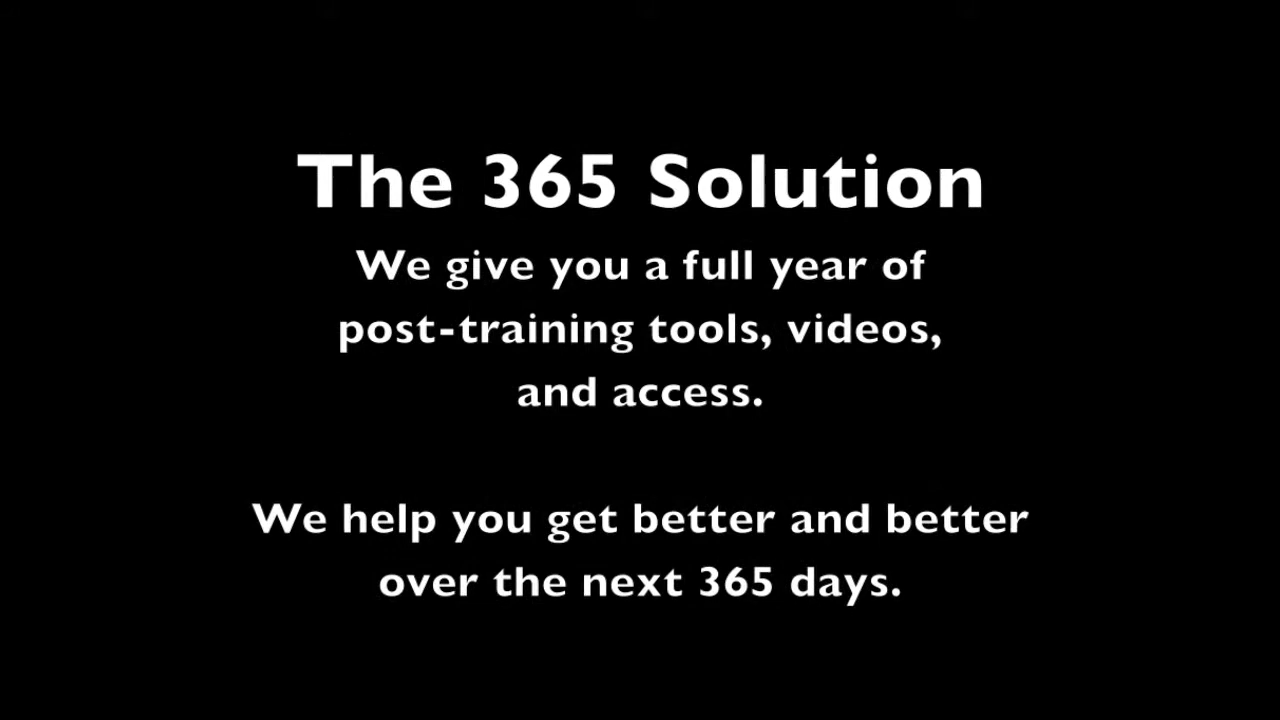 The 365 Solution
We give you a full year of
post-training tools, videos,
and access.
We help you get better and better
over the next 365 days.